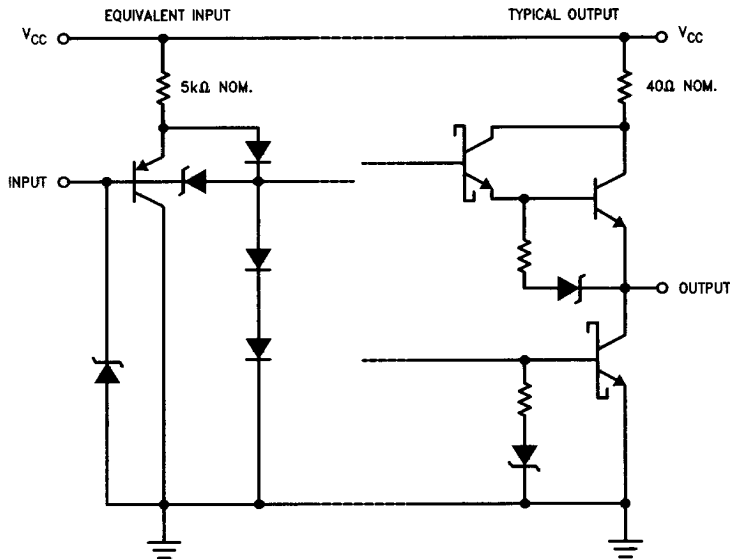 EQUIVALENT INPUT
TYPICAL OUTPUT
VCC
VCC
5kΩ NOM.
40Ω NOM.
INPUT
OUTPUT